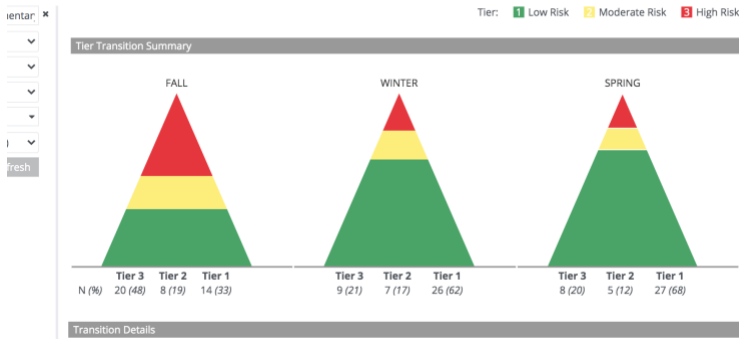 Tier: 1 Low Risk 2 Moderate Risk 3 High Risk
Tier Transition Summary
FALL WINTER SPRING
Tier 3 Tier 2 Tier 1 Tier 3 Tier 2 Tier 1 Tier 3 Tier 2 Tier 1
N (%) 20 (48) 8 (19) 14 (33) 9 (21) 7 (17) 26 (62) 8 (20) 5 (12) 27 (68)
Transition Details